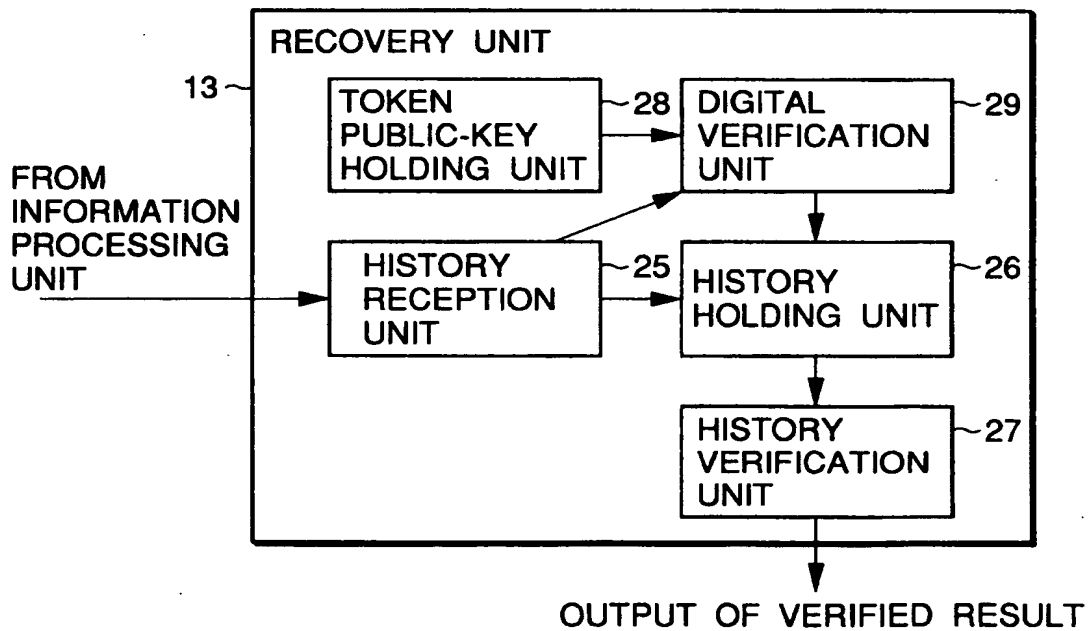 RECOVERY UNIT
13
TOKEN
PUBLIC-KEY
HOLDING UNIT
28
DIGITAL
VERIFICATION
UNIT
29
FROM
INFORMATION
PROCESSING
UNIT
HISTORY
RECEPTION
UNIT
25
HISTORY
HOLDING UNIT
26
HISTORY
VERIFICATION
UNIT
27
OUTPUT OF VERIFIED RESULT